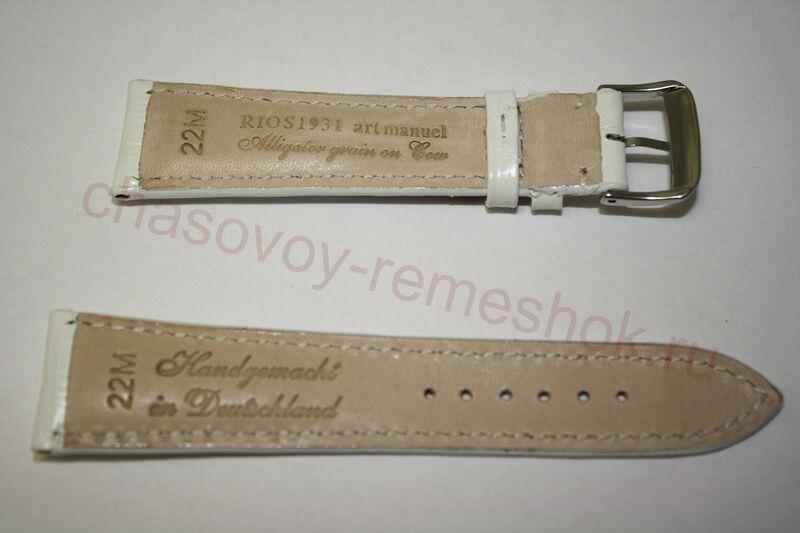 22M
RIOS1931 art manuel
Alligator grain on Cow
chasovoy-remeshok.ru
22M
Handgemacht
in Deutschland